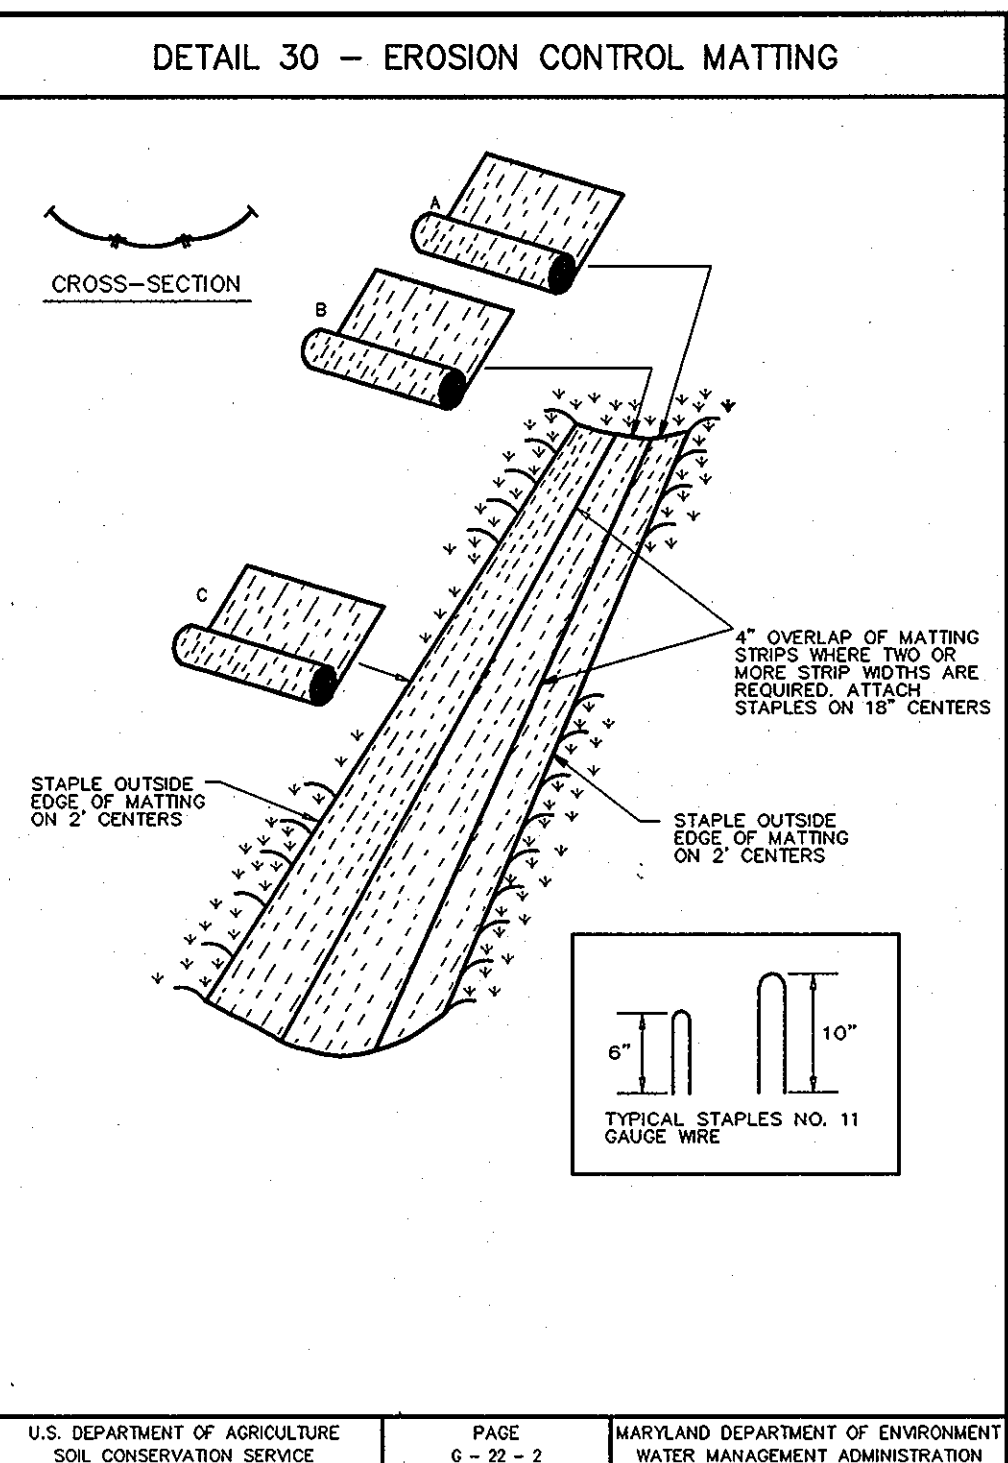 DETAIL 30 - EROSION CONTROL MATTING
A
CROSS-SECTION
B
C
4" OVERLAP OF MATTING
STRIPS WHERE TWO OR
MORE STRIP WIDTHS ARE
REQUIRED. ATTACH
STAPLES ON 18" CENTERS
STAPLE OUTSIDE
EDGE OF MATTING
ON 2' CENTERS
STAPLE OUTSIDE
EDGE OF MATTING
ON 2' CENTERS
6"
10"
TYPICAL STAPLES NO. 11
GAUGE WIRE
U.S. DEPARTMENT OF AGRICULTURE
SOIL CONSERVATION SERVICE
PAGE
G - 22 - 2
MARYLAND DEPARTMENT OF ENVIRONMENT
WATER MANAGEMENT ADMINISTRATION